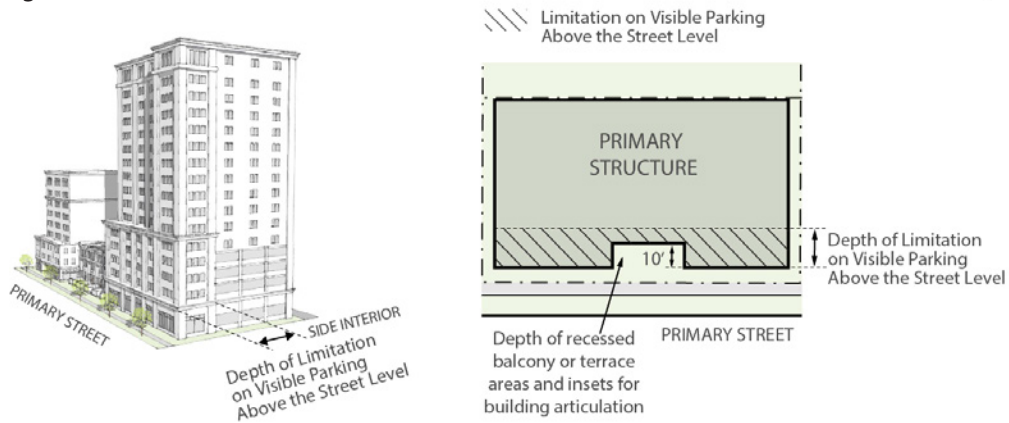 PRIMARY STREET
SIDE INTERIOR
Depth of Limitation
on Visible Parking
Above the Street Level
Limitation on Visible Parking
Above the Street Level
PRIMARY
STRUCTURE
10'
Depth of Limitation
on Visible Parking
Above the Street Level
PRIMARY STREET
Depth of recessed
balcony or terrace
areas and insets for
building articulation